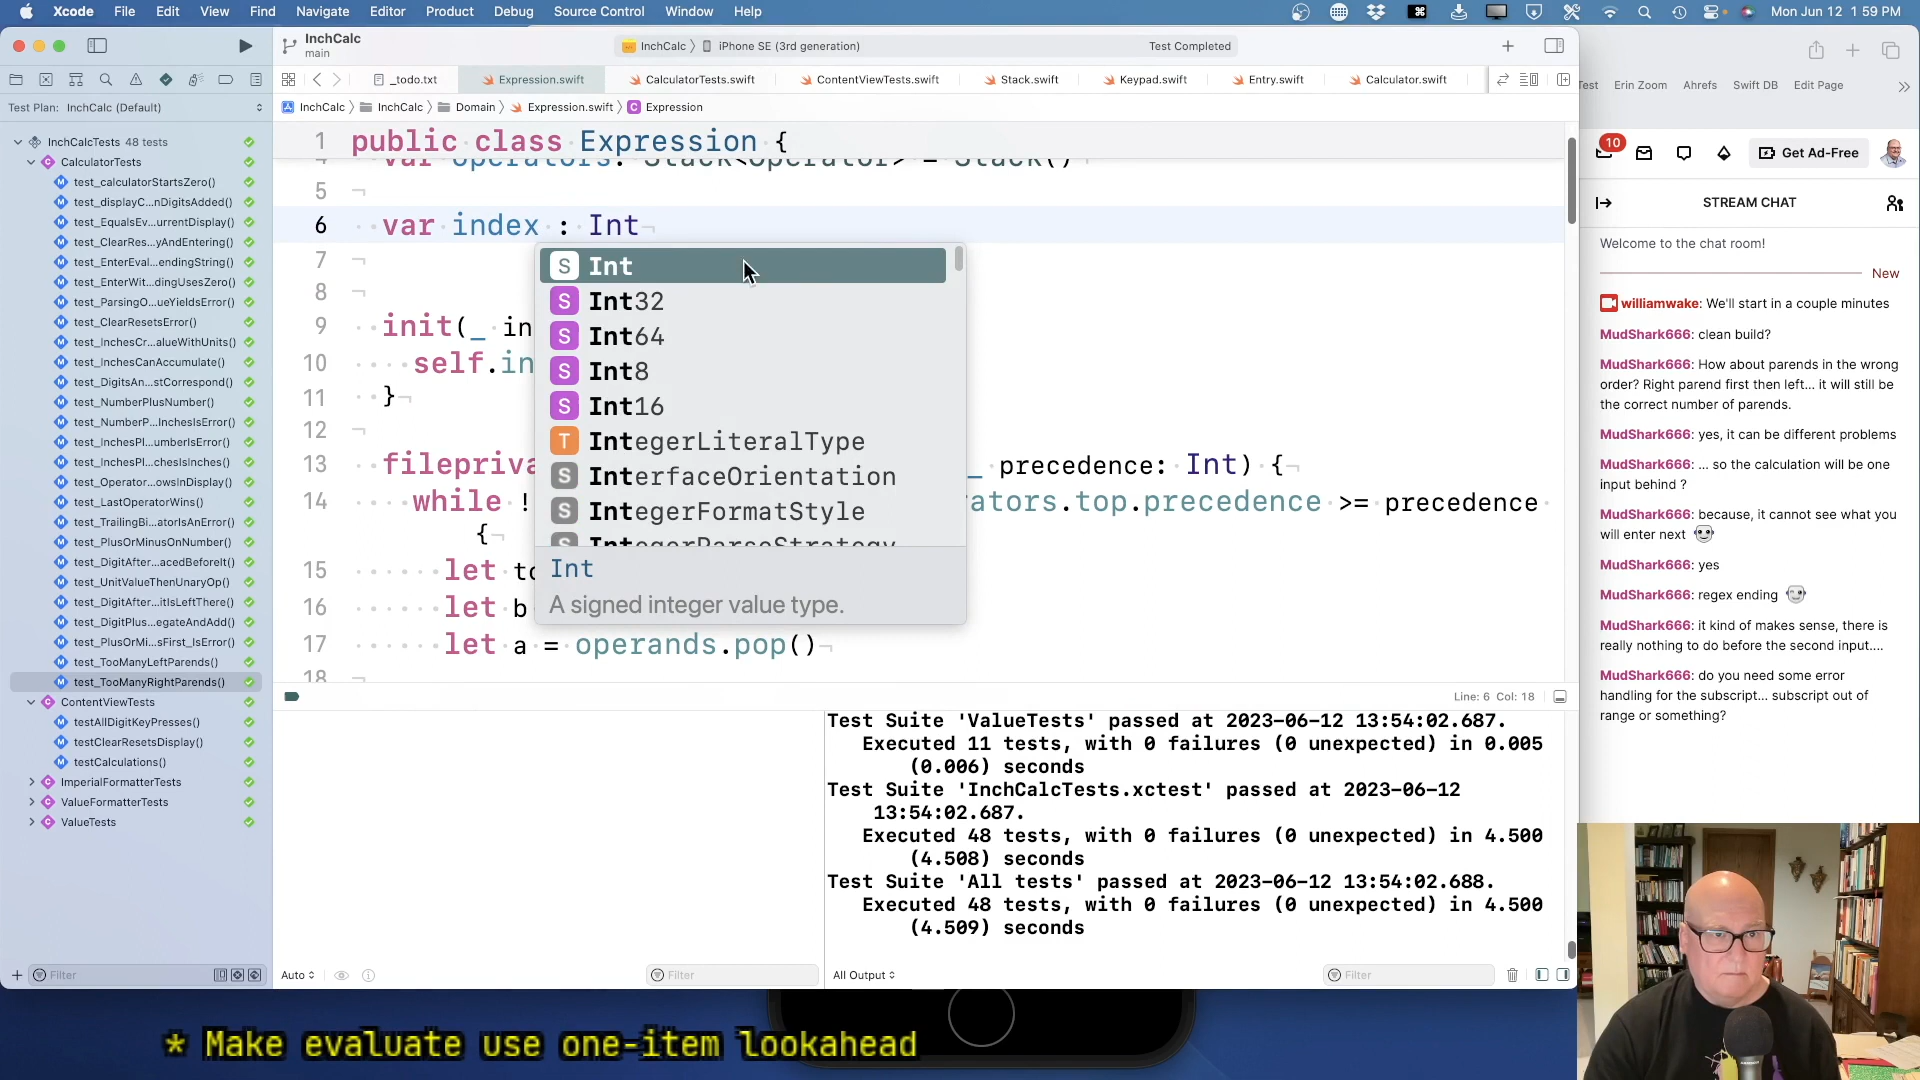 Xcode File Edit View Find Navigate Editor Product Debug Source Control Window Help Mon Jun 12 1:59 PM
InchCalc
main
InchCalc iPhone SE (3rd generation) Test Completed
_todo.txt Expression.swift CalculatorTests.swift ContentViewTests.swift Stack.swift Keypad.swift Entry.swift Calculator.swift
Test Plan: InchCalc (Default)
InchCalc InchCalc Domain Expression.swift C Expression
InchCalcTests 48 tests
CalculatorTests
test_calculatorStartsZero()
test_displayC...nDigitsAdded()
test_EqualsEv...urrentDisplay()
test_ClearRes...yAndEntering()
test_EnterEval...endingString()
test_EnterWit...dingUsesZero()
test_ParsingO...ueYieldsError()
test_ClearResetsError()
test_InchesCr...alueWithUnits()
test_InchesCanAccumulate()
test_DigitsAn...stCorrespond()
test_NumberPlusNumber()
test_NumberP...InchesIsError()
test_InchesPl...umberIsError()
test_InchesPl...chesIsInches()
test_Operator...owsInDisplay()
test_LastOperatorWins()
test_TrailingBi...atorIsAnError()
test_PlusOrMinusOnNumber()
test_DigitAfter...acedBeforeIt()
test_UnitValueThenUnaryOp()
test_DigitAfter...itIsLeftThere()
test_DigitPlus...egateAndAdd()
test_PlusOrMi...sFirst_IsError()
test_TooManyLeftParends()
test_TooManyRightParends()
ContentViewTests
testAllDigitKeyPresses()
testClearResetsDisplay()
testCalculations()
ImperialFormatterTests
ValueFormatterTests
ValueTests
Filter
1 public class Expression {
var operators: Stack<Operator> = Stack()
5
6 var index : Int
7
8
9 init(_ in
10 self.in
11 }
12
13 filepriva _ precedence: Int) {
14 while ! ators.top.precedence >= precedence
{
15 let to
16 let b
17 let a = operands.pop()
18
S Int
S Int32
S Int64
S Int8
S Int16
T IntegerLiteralType
S InterfaceOrientation
S IntegerFormatStyle
S IntegerParseStrategy
Int
A signed integer value type.
Line: 6 Col: 18
Test Suite 'ValueTests' passed at 2023-06-12 13:54:02.687.
Executed 11 tests, with 0 failures (0 unexpected) in 0.005
(0.006) seconds
Test Suite 'InchCalcTests.xctest' passed at 2023-06-12
13:54:02.687.
Executed 48 tests, with 0 failures (0 unexpected) in 4.500
(4.508) seconds
Test Suite 'All tests' passed at 2023-06-12 13:54:02.688.
Executed 48 tests, with 0 failures (0 unexpected) in 4.500
(4.509) seconds
Auto Filter All Output Filter
Erin Zoom Ahrefs Swift DB Edit Page
10 Get Ad-Free
STREAM CHAT
Welcome to the chat room!
New
williamwake: We'll start in a couple minutes
MudShark666: clean build?
MudShark666: How about parends in the wrong
order? Right parend first then left... it will still be
the correct number of parends.
MudShark666: yes, it can be different problems
MudShark666: ... so the calculation will be one
input behind ?
MudShark666: because, it cannot see what you
will enter next
MudShark666: yes
MudShark666: regex ending
MudShark666: it kind of makes sense, there is
really nothing to do before the second input....
MudShark666: do you need some error
handling for the subscript... subscript out of
range or something?
* Make evaluate use one-item lookahead